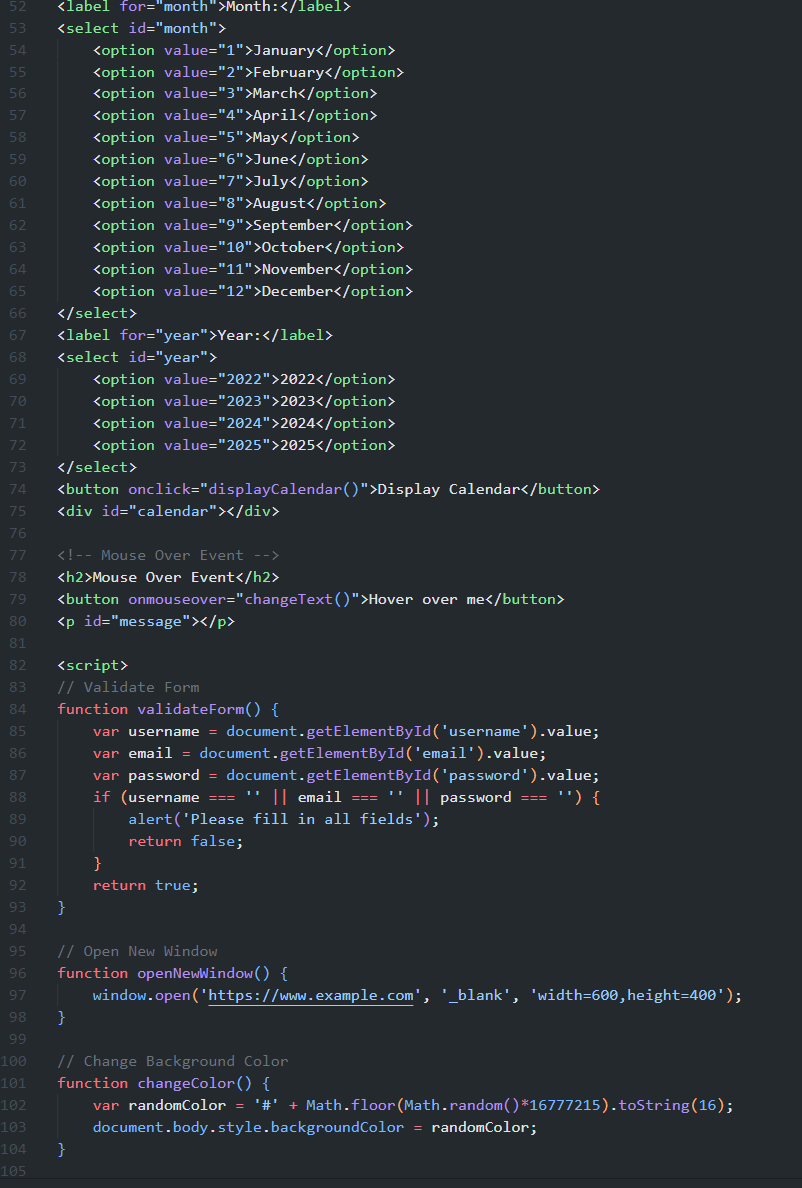 52 <label for="month">Month:</label>
53 <select id="month">
54     <option value="1">January</option>
55     <option value="2">February</option>
56     <option value="3">March</option>
57     <option value="4">April</option>
58     <option value="5">May</option>
59     <option value="6">June</option>
60     <option value="7">July</option>
61     <option value="8">August</option>
62     <option value="9">September</option>
63     <option value="10">October</option>
64     <option value="11">November</option>
65     <option value="12">December</option>
66 </select>
67 <label for="year">Year:</label>
68 <select id="year">
69     <option value="2022">2022</option>
70     <option value="2023">2023</option>
71     <option value="2024">2024</option>
72     <option value="2025">2025</option>
73 </select>
74 <button onclick="displayCalendar()">Display Calendar</button>
75 <div id="calendar"></div>
76
77 <!-- Mouse Over Event -->
78 <h2>Mouse Over Event</h2>
79 <button onmouseover="changeText()">Hover over me</button>
80 <p id="message"></p>
81
82 <script>
83 // Validate Form
84 function validateForm() {
85     var username = document.getElementById('username').value;
86     var email = document.getElementById('email').value;
87     var password = document.getElementById('password').value;
88     if (username === '' || email === '' || password === '') {
89         alert('Please fill in all fields');
90         return false;
91     }
92     return true;
93 }
94
95 // Open New Window
96 function openNewWindow() {
97     window.open('https://www.example.com', '_blank', 'width=600,height=400');
98 }
99
100 // Change Background Color
101 function changeColor() {
102     var randomColor = '#' + Math.floor(Math.random()*16777215).toString(16);
103     document.body.style.backgroundColor = randomColor;
104 }
105